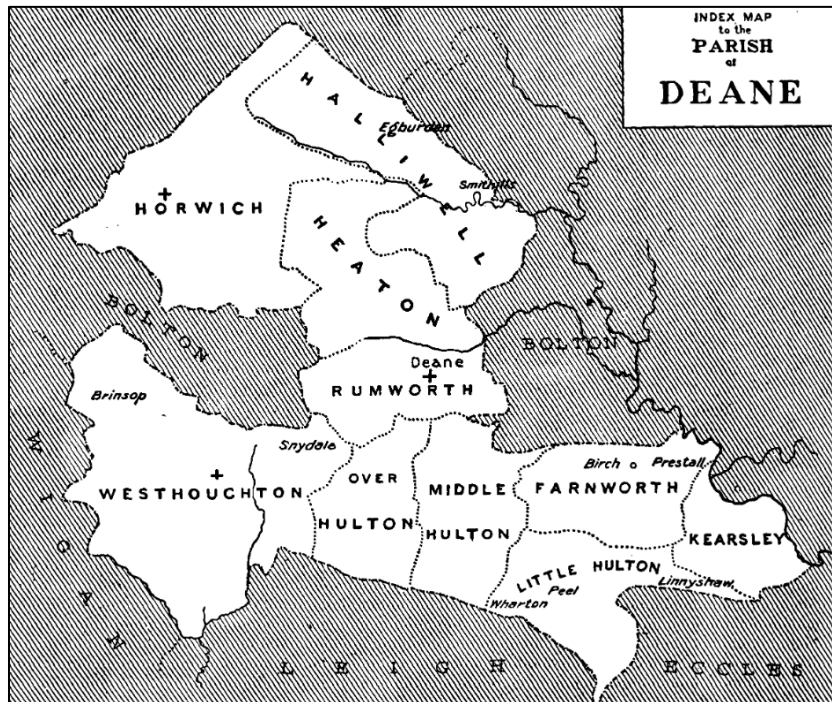 INDEX MAP
to the
PARISH
of
DEANE
HALLIWELL
Egburden
Smithills
HORWICH
HEATON
BOLTON
BOLTON
Deane
RUMWORTH
Brinsop
Snydale
WESTHOUGHTON
OVER
HULTON
MIDDLE
HULTON
Birch
Prestall
FARNWORTH
KEARSLEY
LITTLE HULTON
Peel
Wharton
Linnyshaw
WIGAN
LEIGH
ECCLES